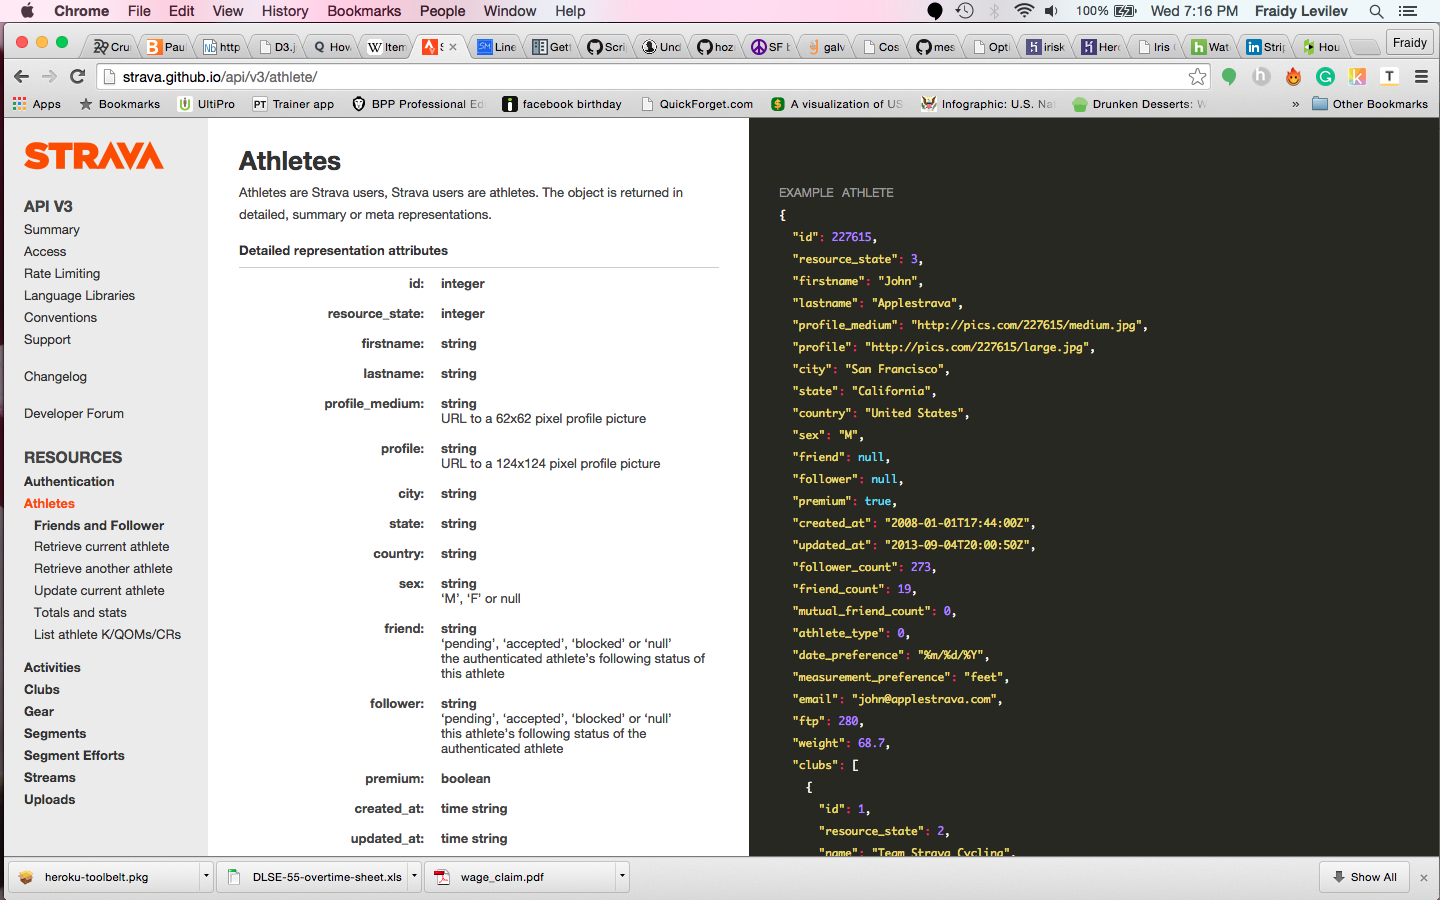 Chrome File Edit View History Bookmarks People Window Help 100% Wed 7:16 PM Fraidy Levilev
Cru Pau http D3.j How Item S Line Gett Scri Und hoz SF b galv Cos mes Opti irisk Her Iris Wat Strip Hou Fraidy
strava.github.io/api/v3/athlete/
Apps Bookmarks UltiPro Trainer app BPP Professional Ed facebook birthday QuickForget.com A visualization of US Infographic: U.S. Na Drunken Desserts: W » Other Bookmarks
STRAVA
API V3
Summary
Access
Rate Limiting
Language Libraries
Conventions
Support
Changelog
Developer Forum
RESOURCES
Authentication
Athletes
Friends and Follower
Retrieve current athlete
Retrieve another athlete
Update current athlete
Totals and stats
List athlete K/QOMs/CRs
Activities
Clubs
Gear
Segments
Segment Efforts
Streams
Uploads
Athletes
Athletes are Strava users, Strava users are athletes. The object is returned in
detailed, summary or meta representations.
Detailed representation attributes
id: integer
resource_state: integer
firstname: string
lastname: string
profile_medium: string
URL to a 62x62 pixel profile picture
profile: string
URL to a 124x124 pixel profile picture
city: string
state: string
country: string
sex: string
‘M’, ‘F’ or null
friend: string
‘pending’, ‘accepted’, ‘blocked’ or ‘null’
the authenticated athlete’s following status of
this athlete
follower: string
‘pending’, ‘accepted’, ‘blocked’ or ‘null’
this athlete’s following status of the
authenticated athlete
premium: boolean
created_at: time string
updated_at: time string
EXAMPLE ATHLETE
{
"id": 227615,
"resource_state": 3,
"firstname": "John",
"lastname": "Applestrava",
"profile_medium": "http://pics.com/227615/medium.jpg",
"profile": "http://pics.com/227615/large.jpg",
"city": "San Francisco",
"state": "California",
"country": "United States",
"sex": "M",
"friend": null,
"follower": null,
"premium": true,
"created_at": "2008-01-01T17:44:00Z",
"updated_at": "2013-09-04T20:00:50Z",
"follower_count": 273,
"friend_count": 19,
"mutual_friend_count": 0,
"athlete_type": 0,
"date_preference": "%m/%d/%Y",
"measurement_preference": "feet",
"email": "john@applestrava.com",
"ftp": 280,
"weight": 68.7,
"clubs": [
{
"id": 1,
"resource_state": 2,
"name": "Team Strava Cycling",
heroku-toolbelt.pkg DLSE-55-overtime-sheet.xls wage_claim.pdf Show All